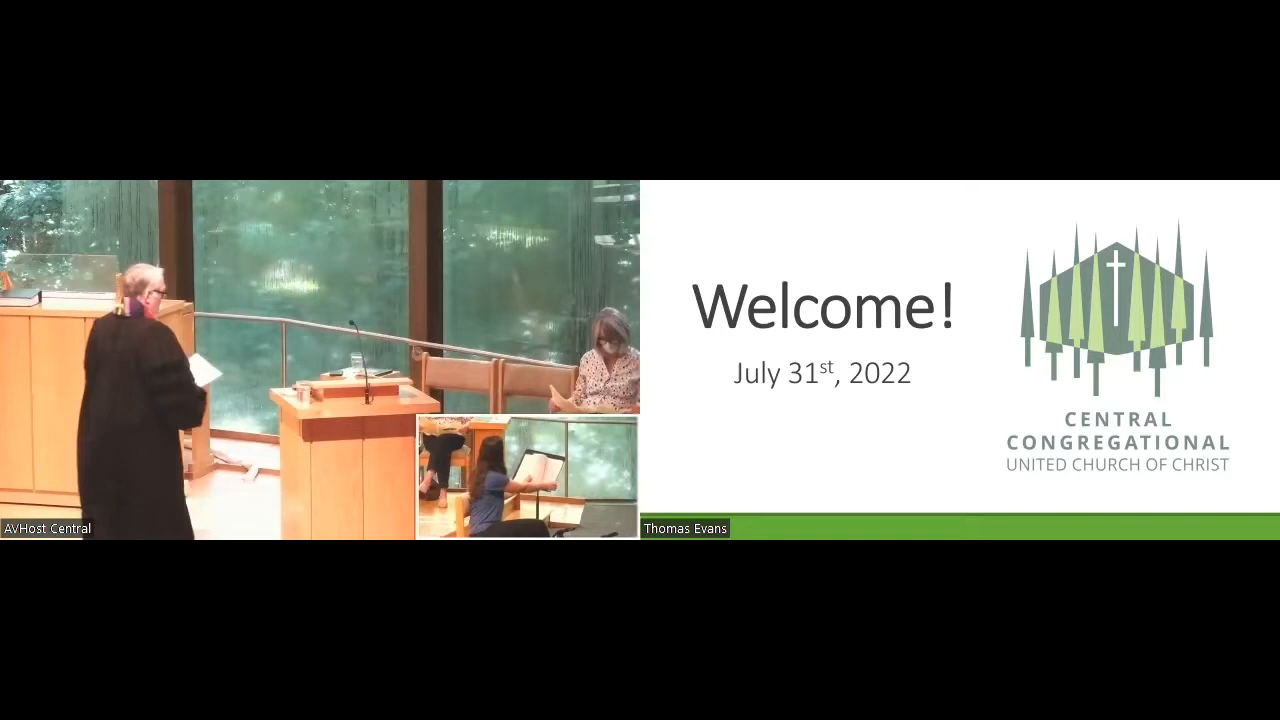 AVHost Central
Welcome!
July 31st, 2022
CENTRAL
CONGREGATIONAL
UNITED CHURCH OF CHRIST
Thomas Evans